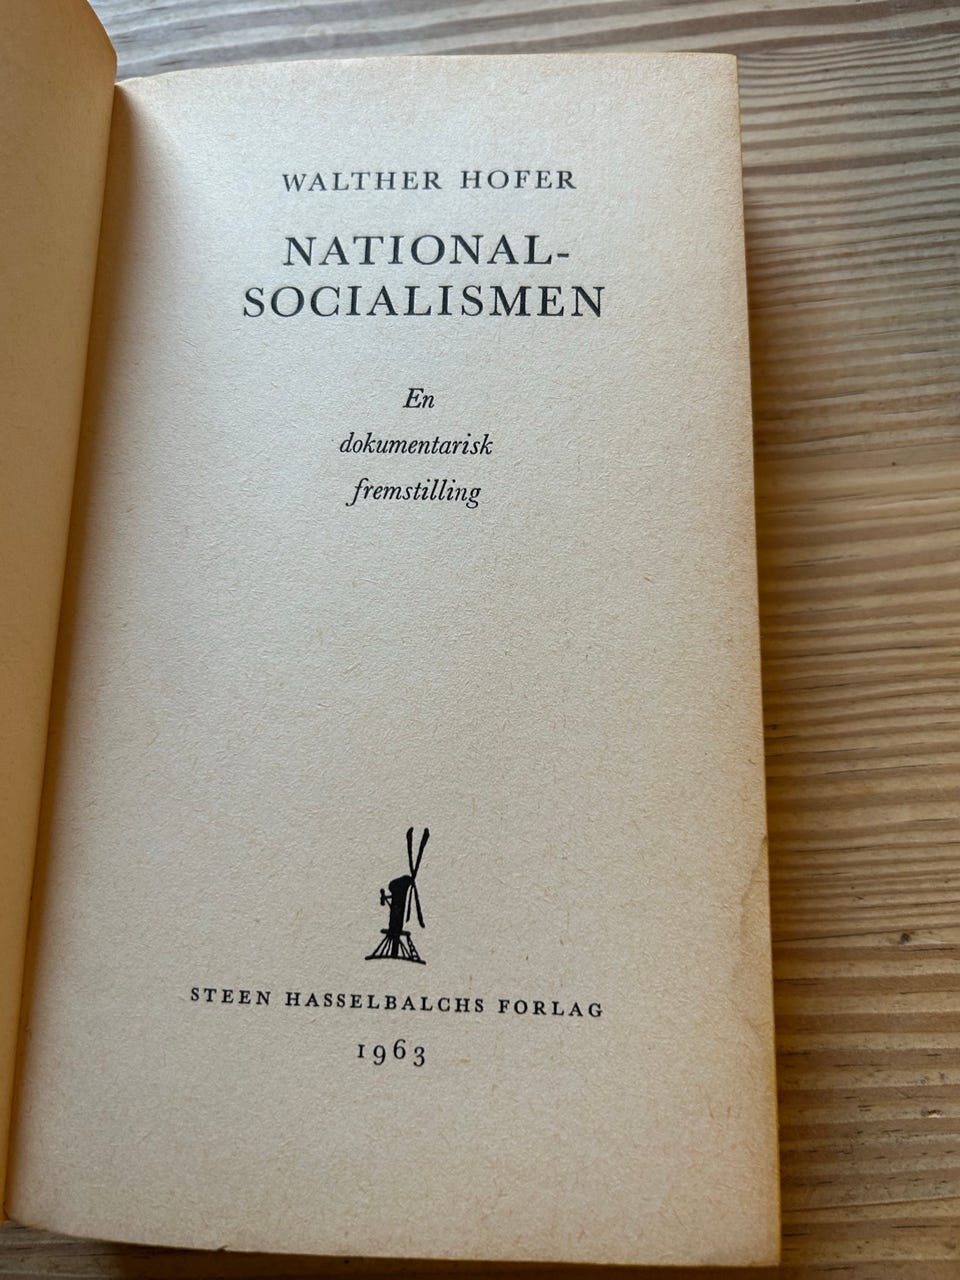 WALTHER HOFER
NATIONAL-
SOCIALISMEN
En
dokumentarisk
fremstilling
STEEN HASSELBALCHS FORLAG
1963